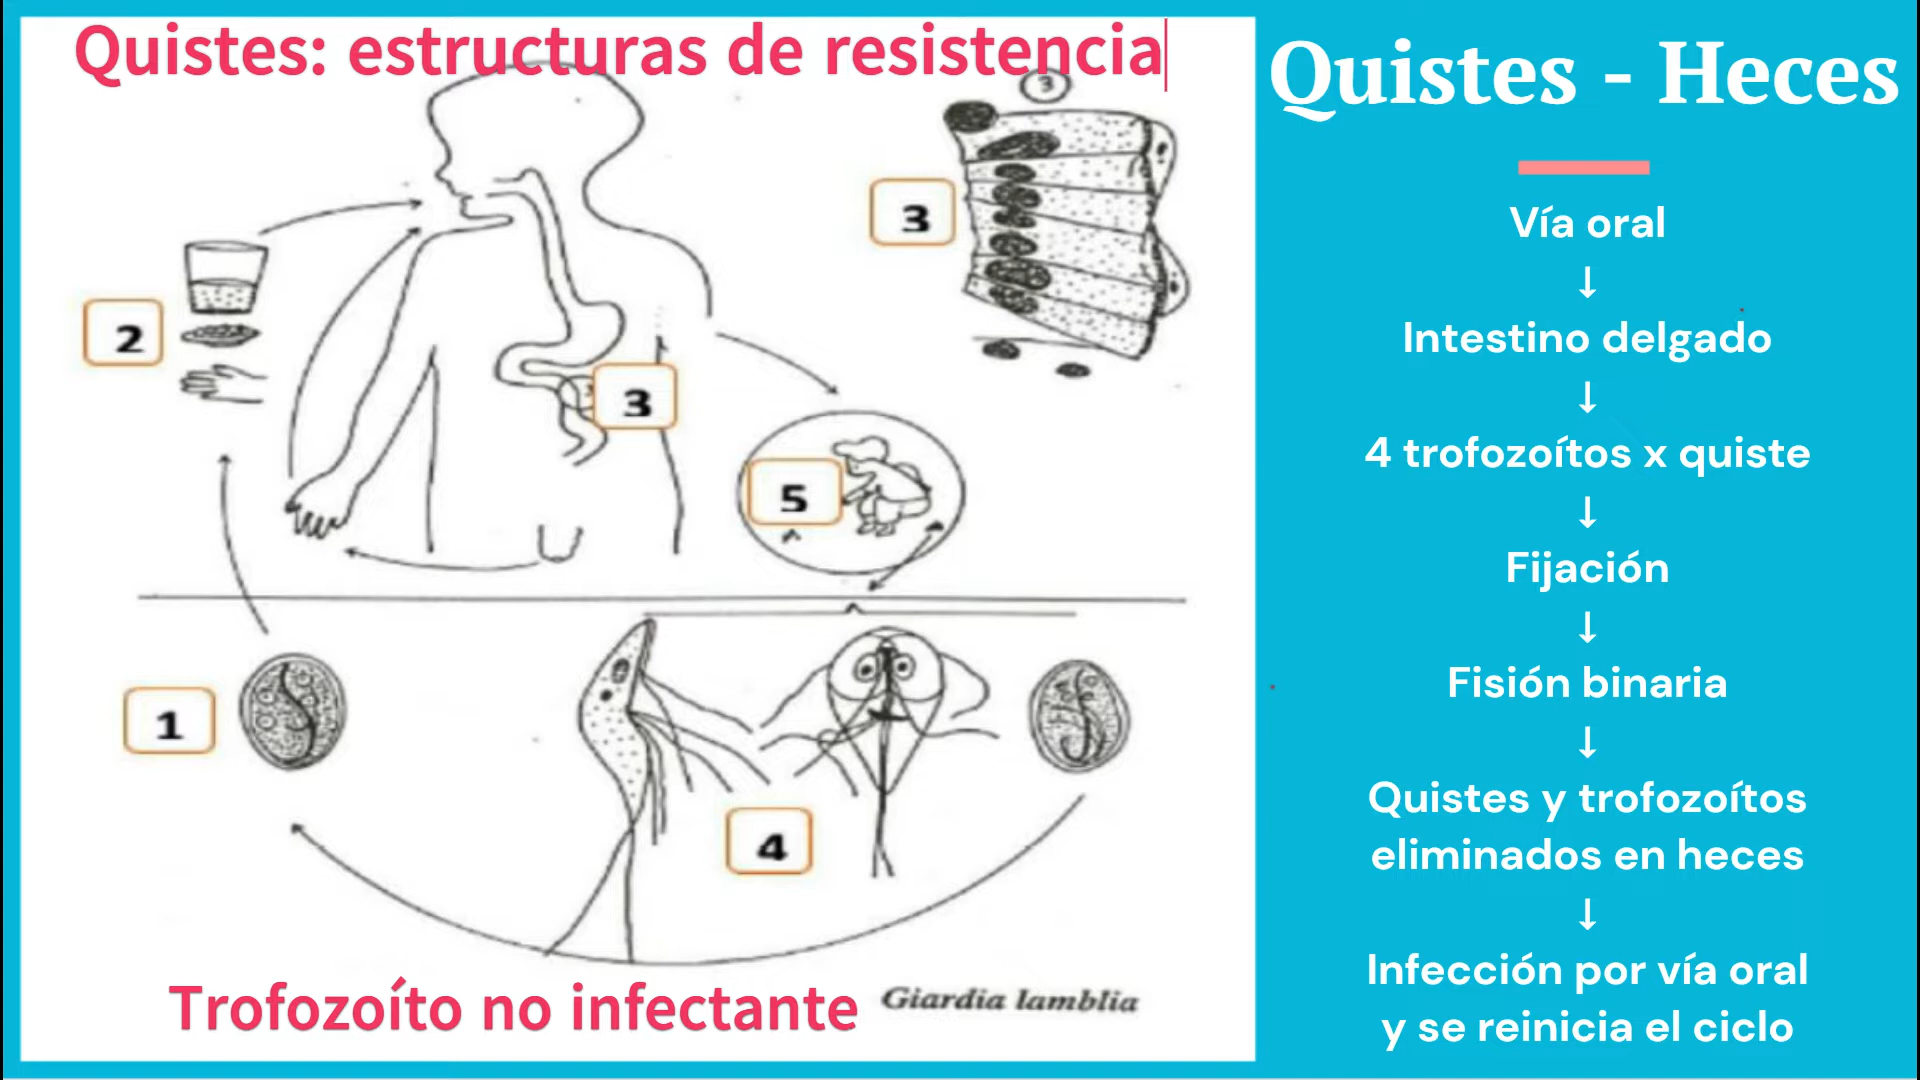 Quistes: estructuras de resistencia
3
3
2
3
5
1
4
Trofozoíto no infectante
Giardia lamblia
Quistes - Heces
Vía oral
↓
Intestino delgado
↓
4 trofozoítos x quiste
↓
Fijación
↓
Fisión binaria
↓
Quistes y trofozoítos
eliminados en heces
↓
Infección por vía oral
y se reinicia el ciclo